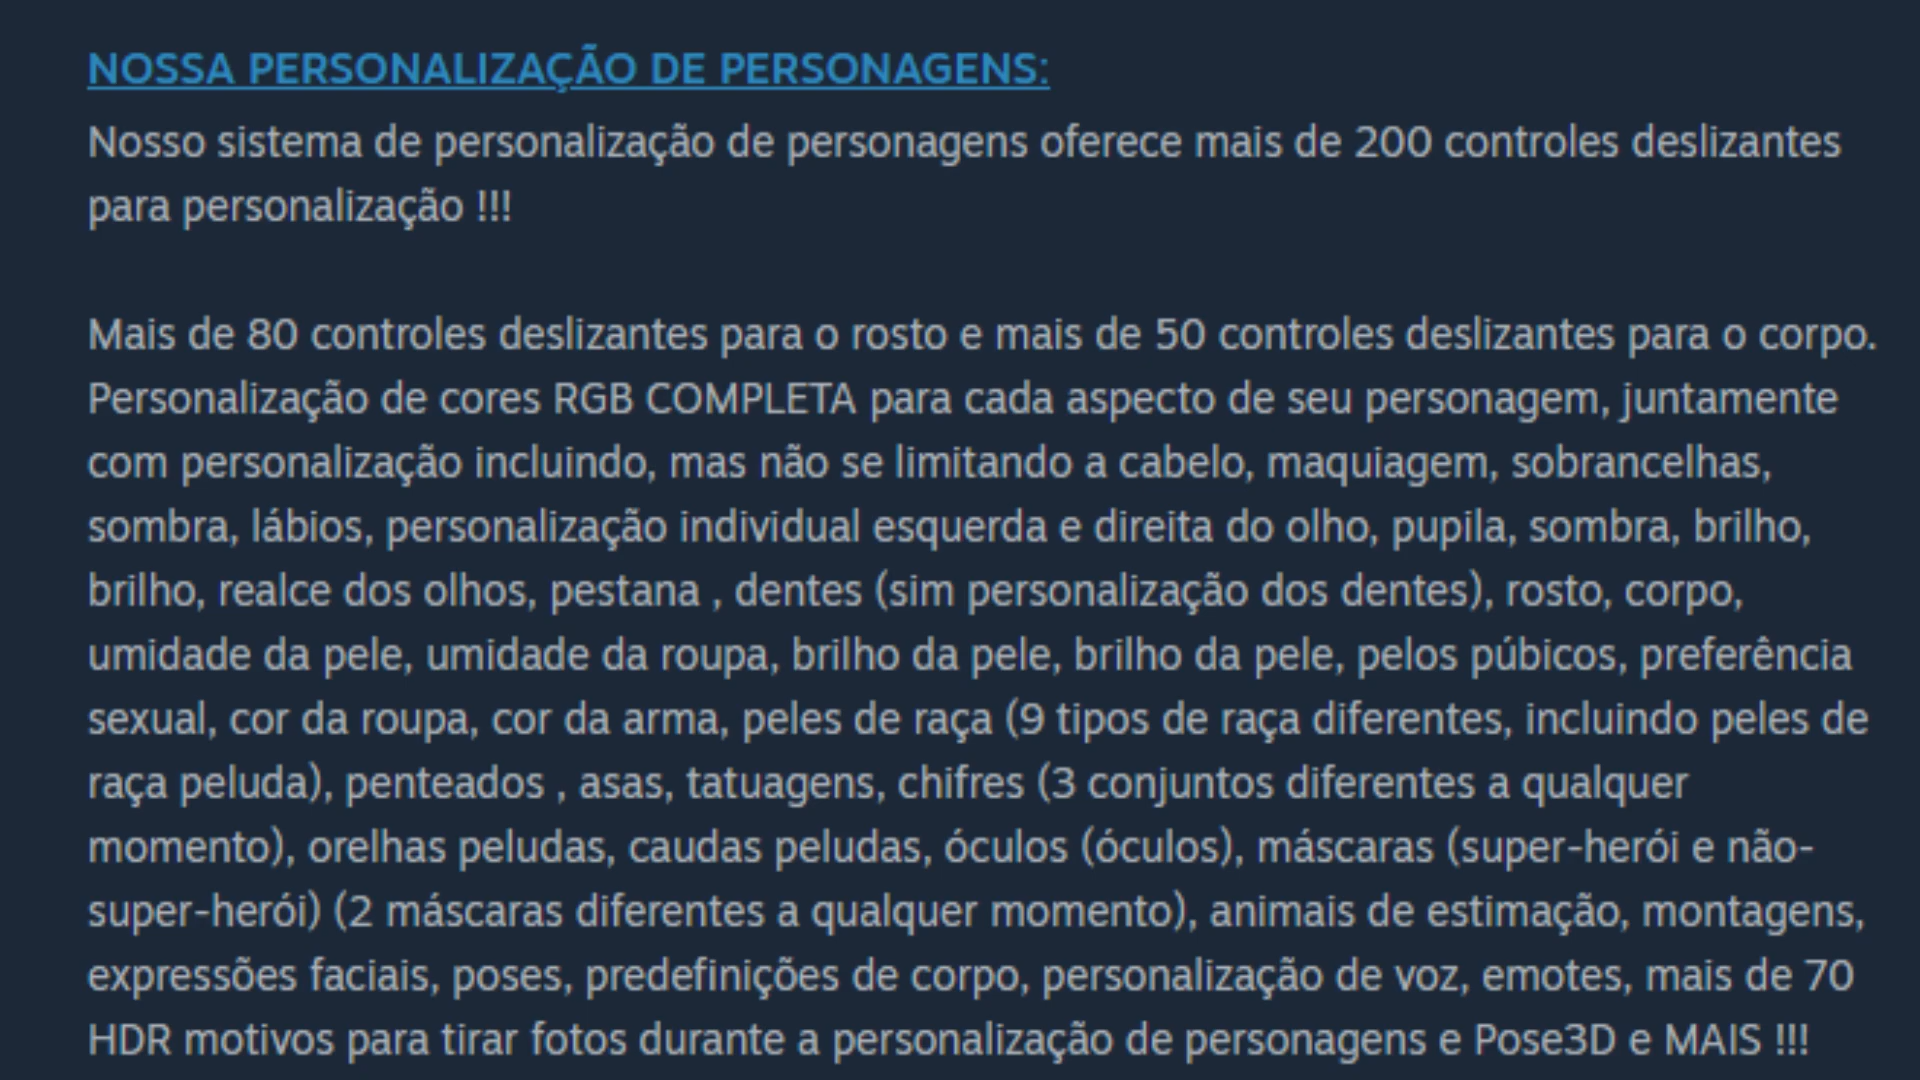 NOSSA PERSONALIZAÇÃO DE PERSONAGENS:
Nosso sistema de personalização de personagens oferece mais de 200 controles deslizantes
para personalização !!!
Mais de 80 controles deslizantes para o rosto e mais de 50 controles deslizantes para o corpo.
Personalização de cores RGB COMPLETA para cada aspecto de seu personagem, juntamente
com personalização incluindo, mas não se limitando a cabelo, maquiagem, sobrancelhas,
sombra, lábios, personalização individual esquerda e direita do olho, pupila, sombra, brilho,
brilho, realce dos olhos, pestana , dentes (sim personalização dos dentes), rosto, corpo,
umidade da pele, umidade da roupa, brilho da pele, brilho da pele, pelos púbicos, preferência
sexual, cor da roupa, cor da arma, peles de raça (9 tipos de raça diferentes, incluindo peles de
raça peluda), penteados , asas, tatuagens, chifres (3 conjuntos diferentes a qualquer
momento), orelhas peludas, caudas peludas, óculos (óculos), máscaras (super-herói e não-
super-herói) (2 máscaras diferentes a qualquer momento), animais de estimação, montagens,
expressões faciais, poses, predefinições de corpo, personalização de voz, emotes, mais de 70
HDR motivos para tirar fotos durante a personalização de personagens e Pose3D e MAIS !!!